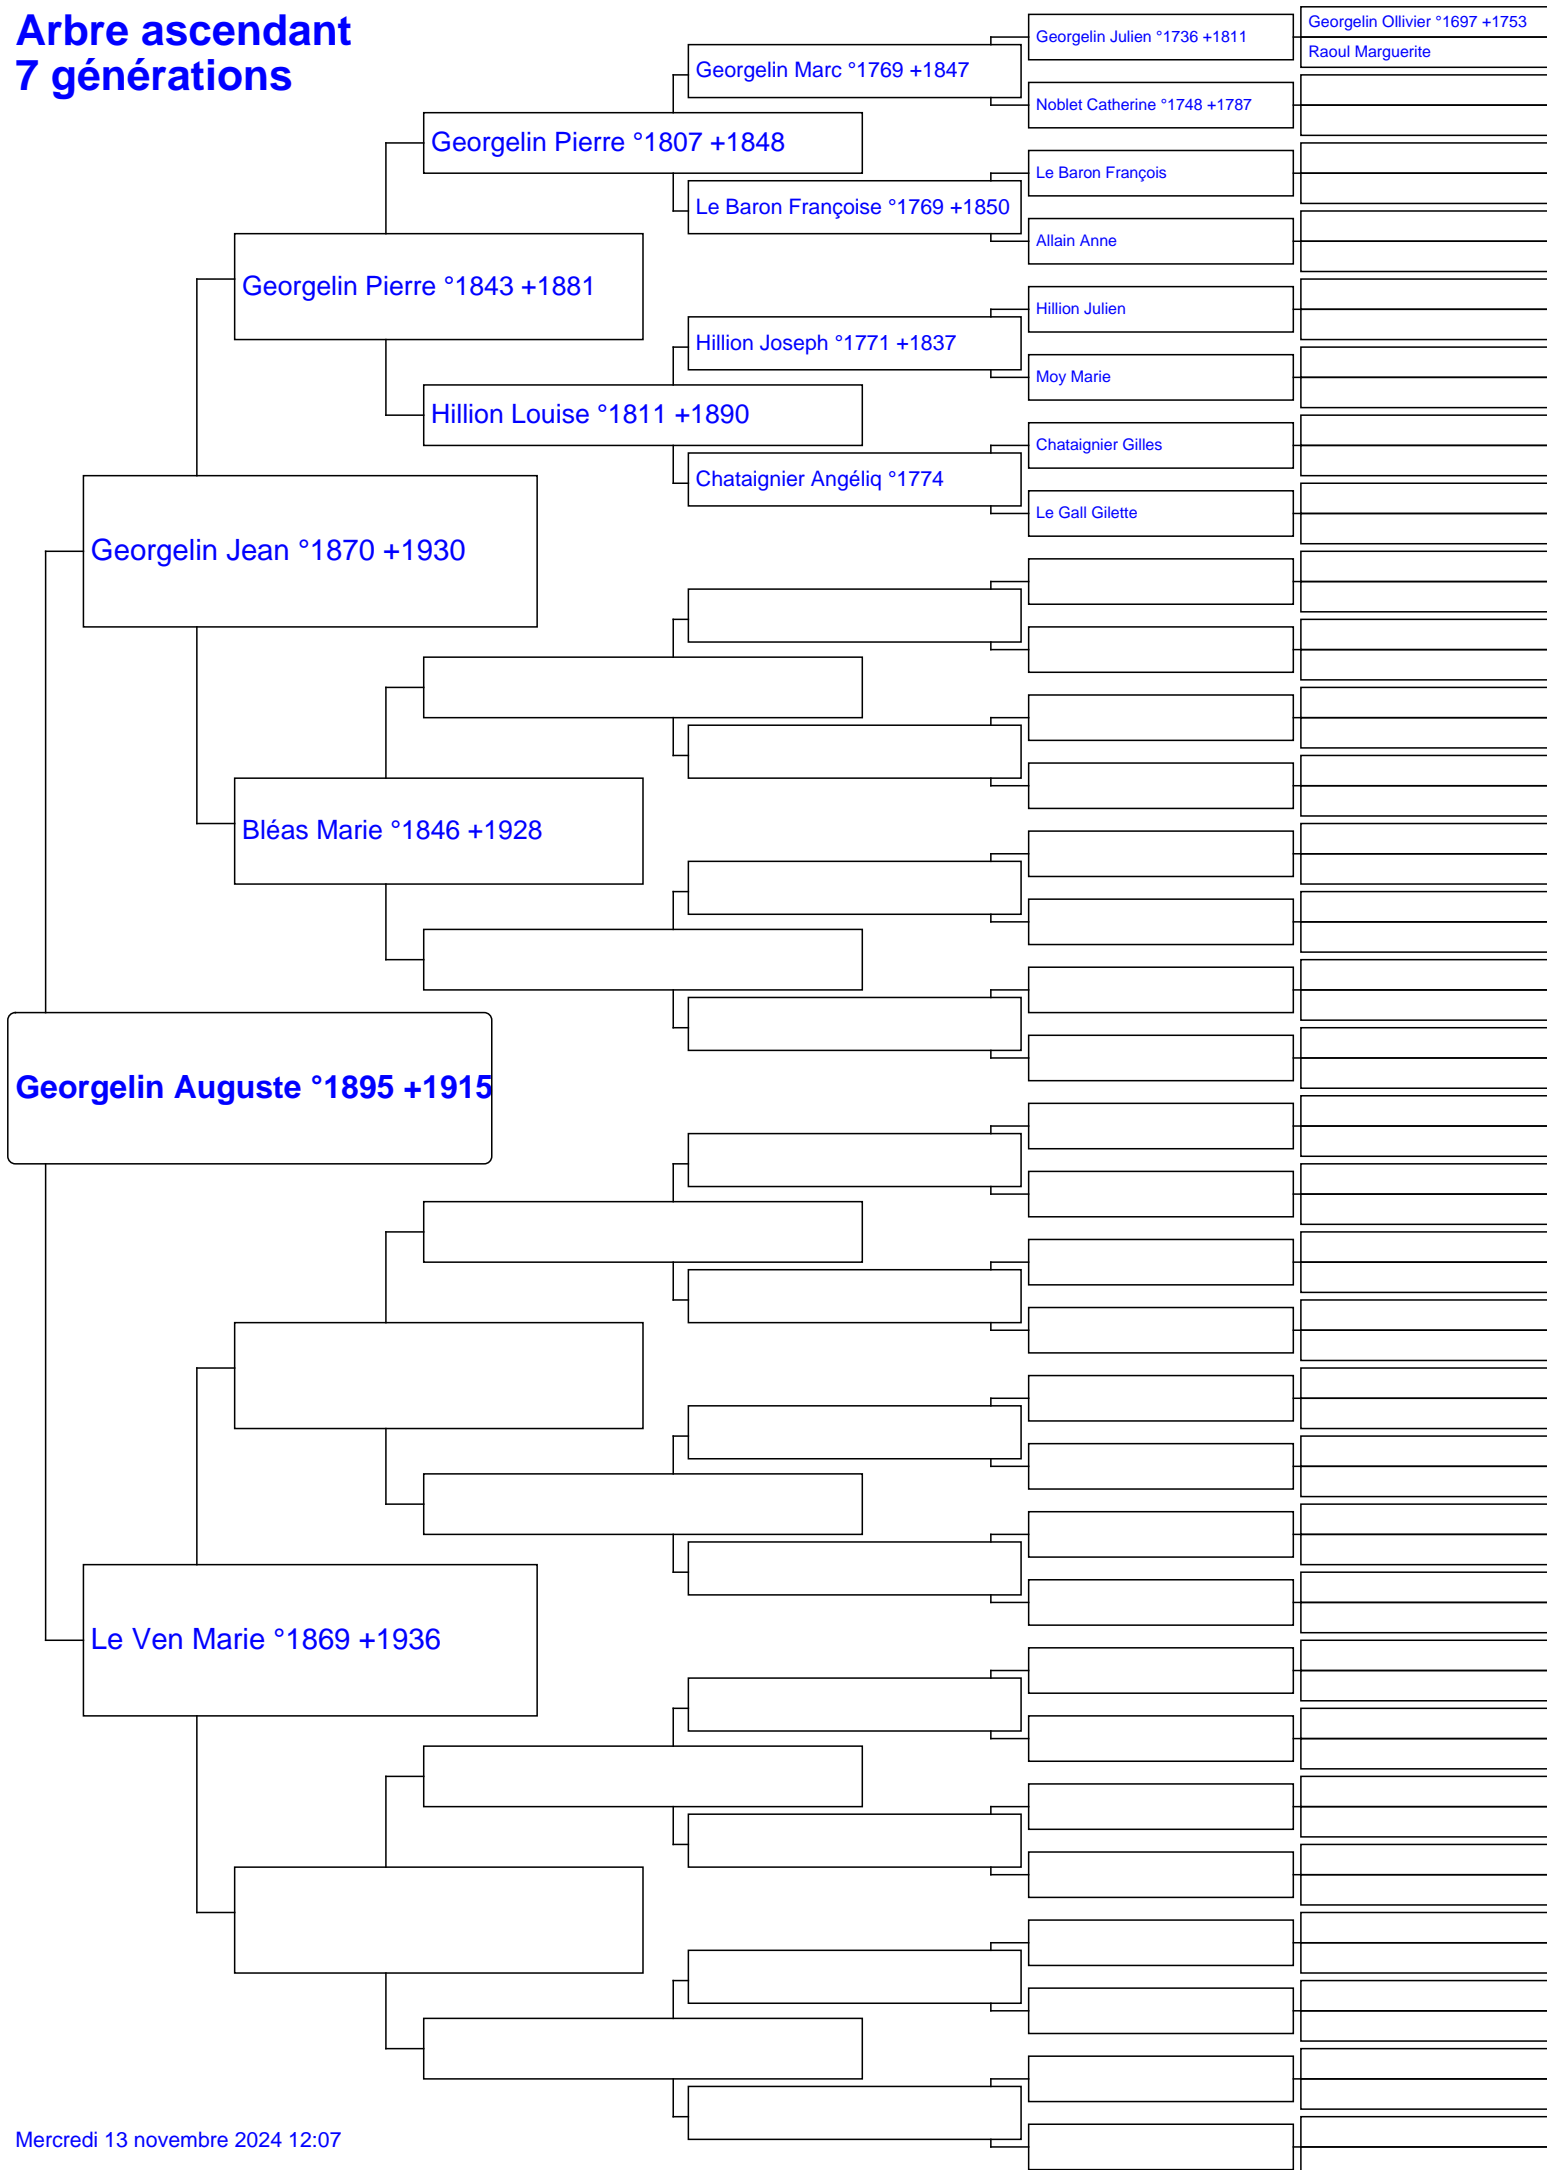 Arbre ascendant
7 générations
Georgelin Ollivier °1697 +1753
Georgelin Julien °1736 +1811
Raoul Marguerite
Georgelin Marc °1769 +1847
Noblet Catherine °1748 +1787
Georgelin Pierre °1807 +1848
Le Baron François
Le Baron Françoise °1769 +1850
Allain Anne
Georgelin Pierre °1843 +1881
Hillion Julien
Hillion Joseph °1771 +1837
Moy Marie
Hillion Louise °1811 +1890
Chataignier Gilles
Chataignier Angéliq °1774
Le Gall Gilette
Georgelin Jean °1870 +1930
Bléas Marie °1846 +1928
Georgelin Auguste °1895 +1915
Le Ven Marie °1869 +1936
Mercredi 13 novembre 2024 12:07